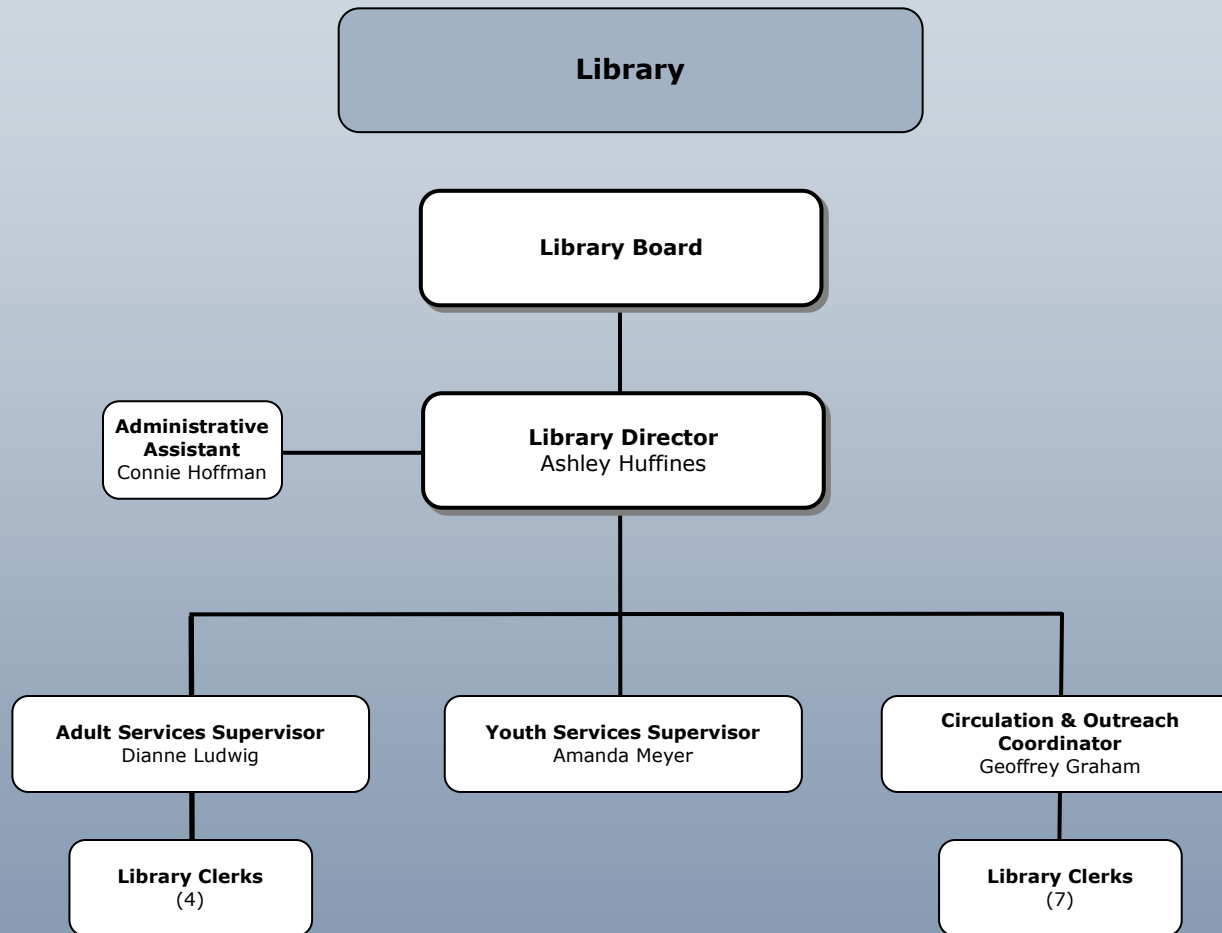 Library
Library Board
Administrative
Assistant
Connie Hoffman
Library Director
Ashley Huffines
Adult Services Supervisor
Dianne Ludwig
Youth Services Supervisor
Amanda Meyer
Circulation & Outreach
Coordinator
Geoffrey Graham
Library Clerks
(4)
Library Clerks
(7)